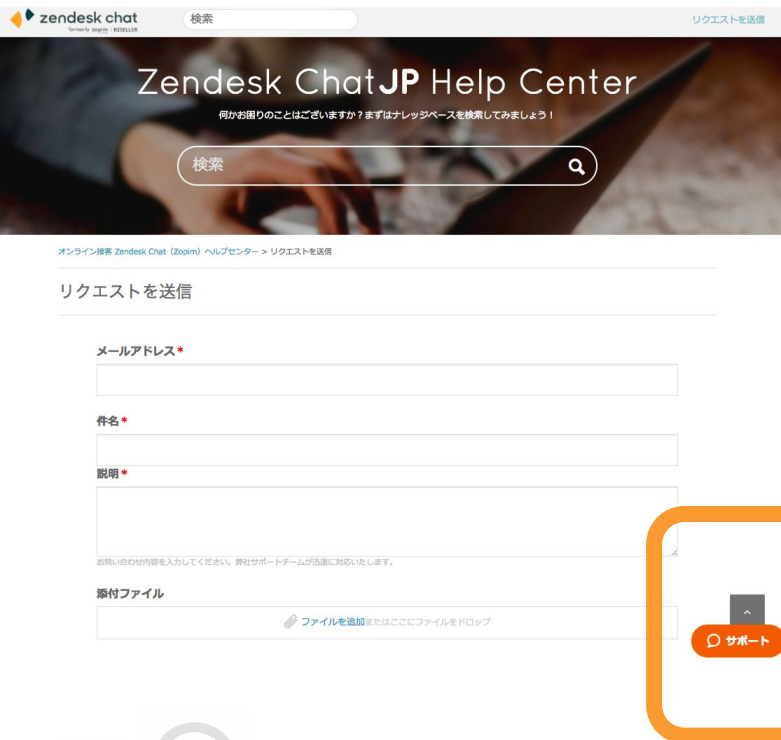 zendesk chat
formerly zopim | RESELLER
検索
リクエストを送信
Zendesk ChatJP Help Center
何かお困りのことはございますか？まずはナレッジベースを検索してみましょう！
検索
オンライン接客 Zendesk Chat（Zopim）ヘルプセンター > リクエストを送信
リクエストを送信
メールアドレス*
件名*
説明*
お問い合わせ内容を入力してください。弊社サポートチームが迅速に対応いたします。
添付ファイル
ファイルを追加またはここにファイルをドロップ
サポート